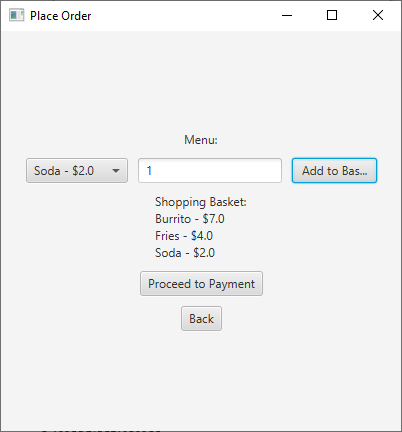 Place Order
Menu:
Soda - $2.0
1
Add to Bas...
Shopping Basket:
Burrito - $7.0
Fries - $4.0
Soda - $2.0
Proceed to Payment
Back